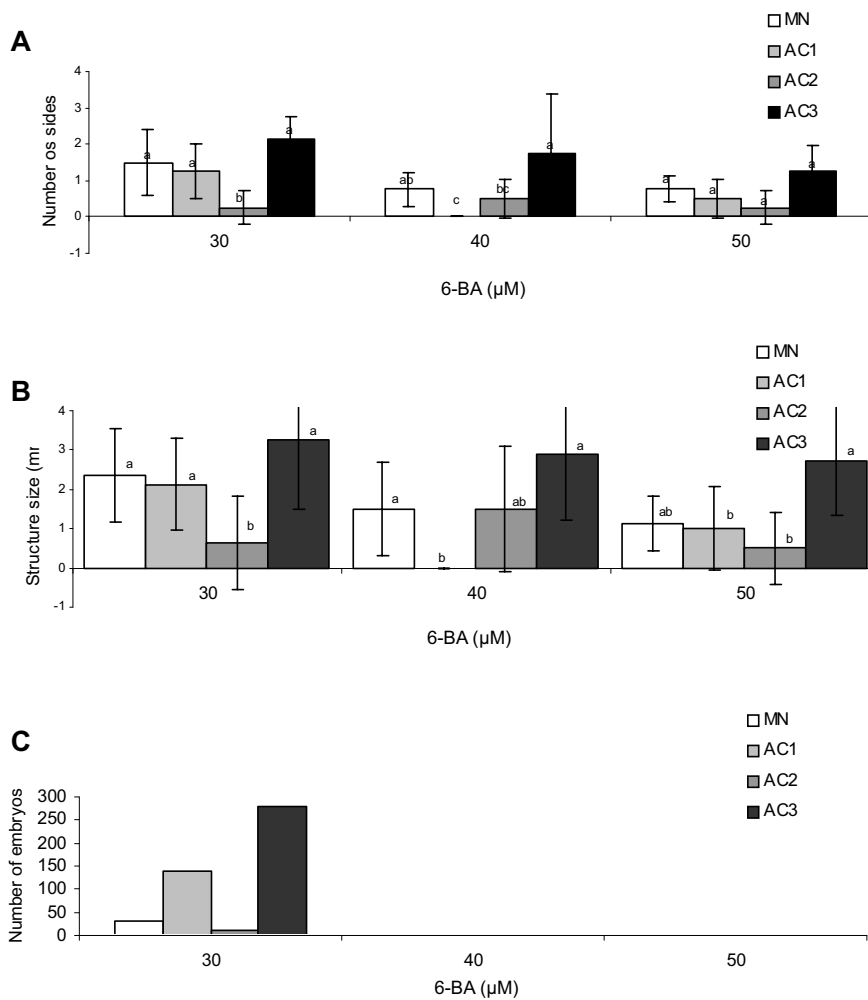 A
MN
AC1
AC2
AC3
Number os sides
4
3
2
1
0
-1
a
a
b
a
ab
c
bc
a
a
a
a
a
30
40
50
6-BA (µM)
B
MN
AC1
AC2
AC3
Structure size (mr
4
3
2
1
0
-1
a
a
b
a
a
b
ab
a
ab
b
b
a
30
40
50
6-BA (µM)
C
MN
AC1
AC2
AC3
Number of embryos
300
250
200
150
100
50
0
30
40
50
6-BA (µM)